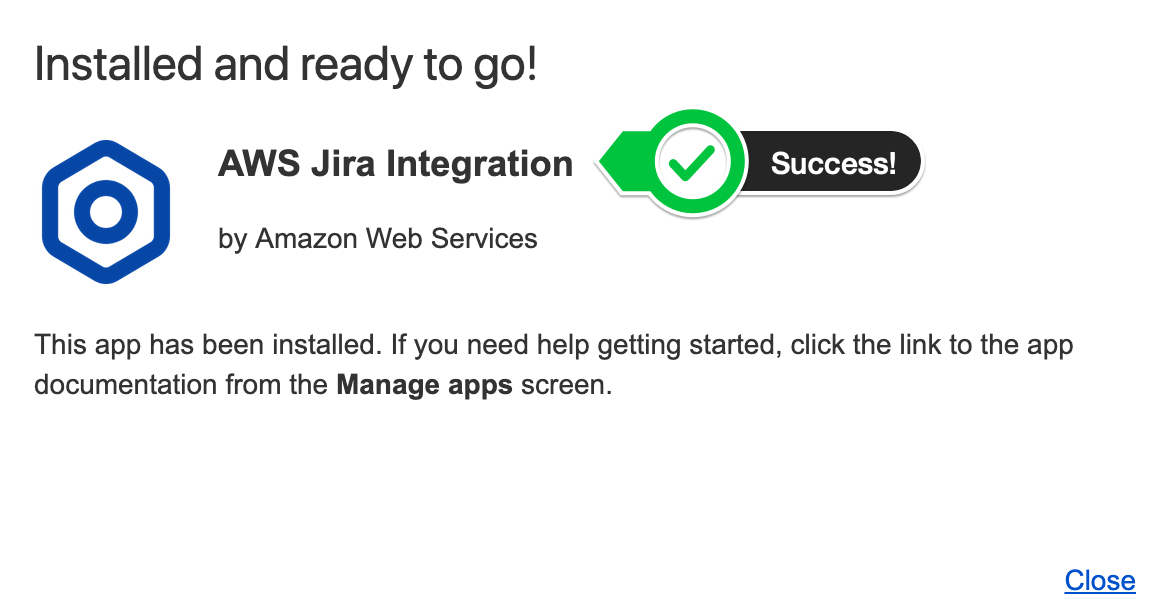 Installed and ready to go!
AWS Jira Integration
Success!
by Amazon Web Services
This app has been installed. If you need help getting started, click the link to the app
documentation from the Manage apps screen.
Close